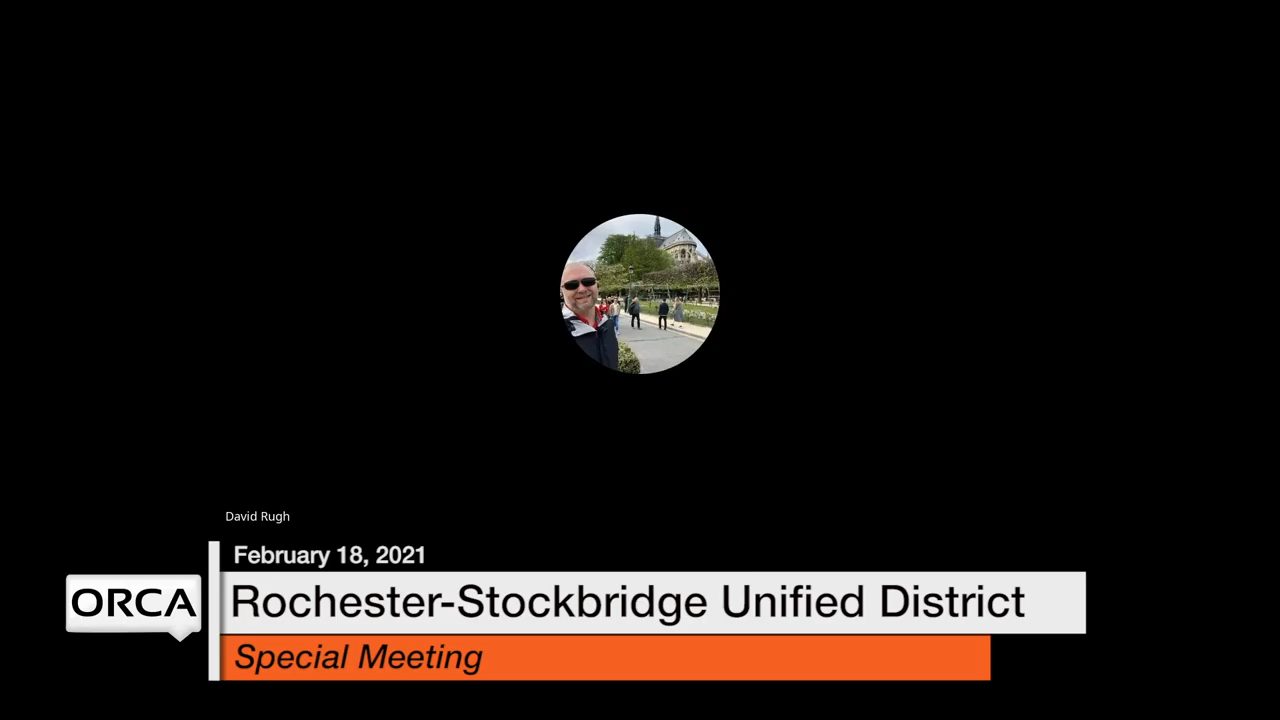 David Rugh
February 18, 2021
ORCA
Rochester-Stockbridge Unified District
Special Meeting